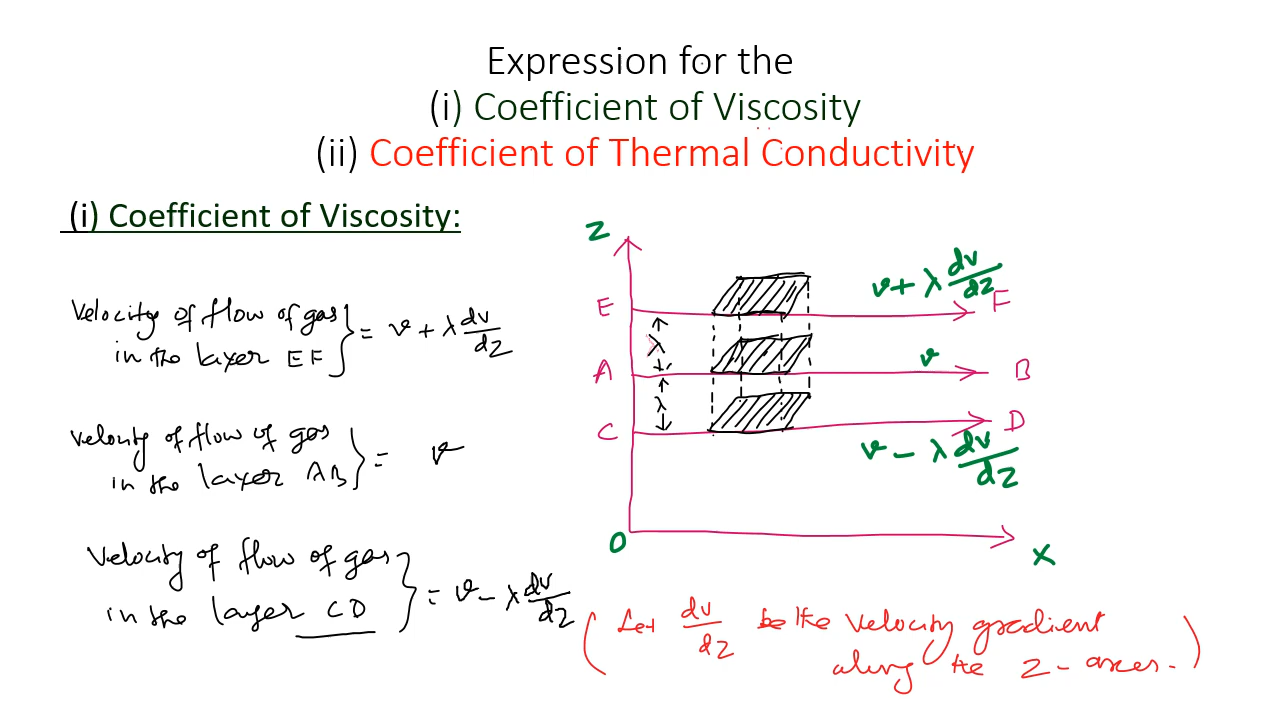 Expression for the
(i) Coefficient of Viscosity
(ii) Coefficient of Thermal Conductivity
(i) Coefficient of Viscosity:
Velocity of flow of gas
in the layer EF } = v + λ dv/dz
Velocity of flow of gas
in the layer AB } = v
Velocity of flow of gas
in the layer CD } = v - λ dv/dz
Z
v + λ dv/dz
E F
λ
v
A B
λ
C D
v - λ dv/dz
O
X
( Let dv/dz be the velocity gradient
along the Z-axes. )